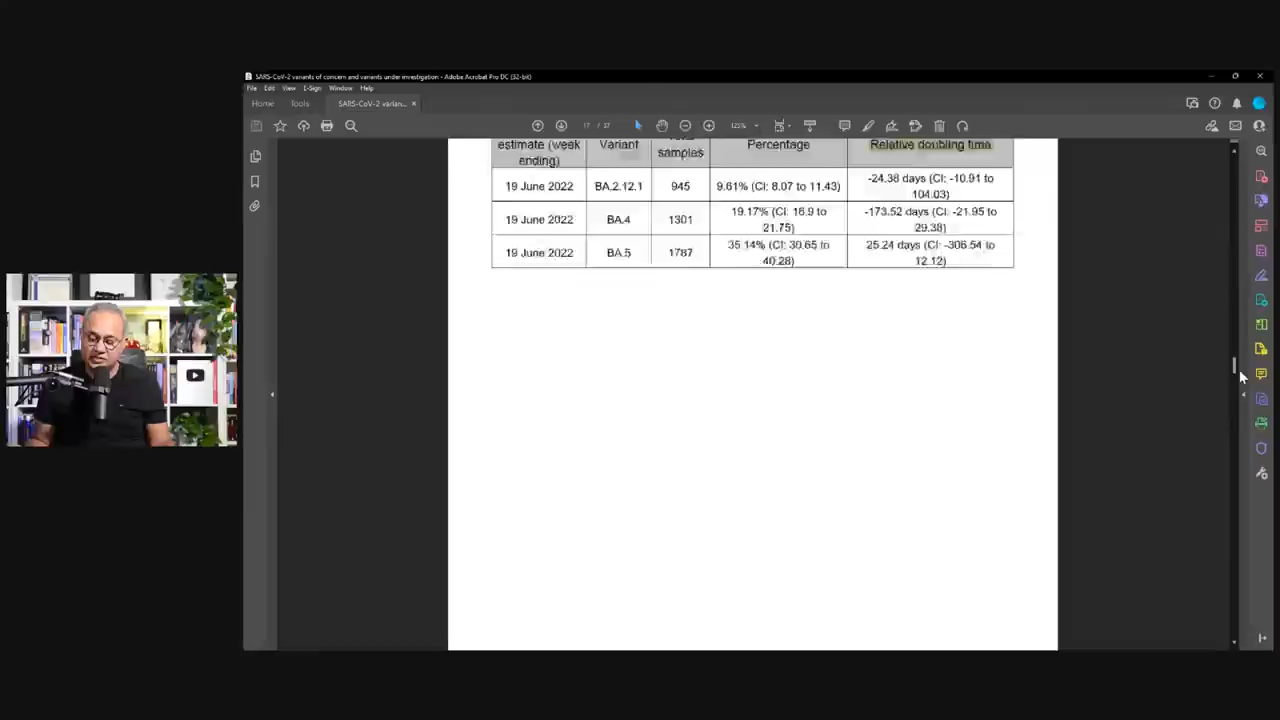 SARS-CoV-2 variants of concern and variants under investigation - Adobe Acrobat Pro DC (32-bit)
File Edit View E-Sign Window Help
Home Tools SARS-CoV-2 varian... ×
17 / 37 125%
estimate (week Variant Percentage Relative doubling time
ending) samples
19 June 2022 BA.2.12.1 945 9.61% (CI: 8.07 to 11.43) -24.38 days (CI: -10.91 to
104.03)
19 June 2022 BA.4 1301 19.17% (CI: 16.9 to -173.52 days (CI: -21.95 to
21.75) 29.38)
19 June 2022 BA.5 1787 35.14% (CI: 30.65 to 25.24 days (CI: -306.54 to
40.28) 12.12)